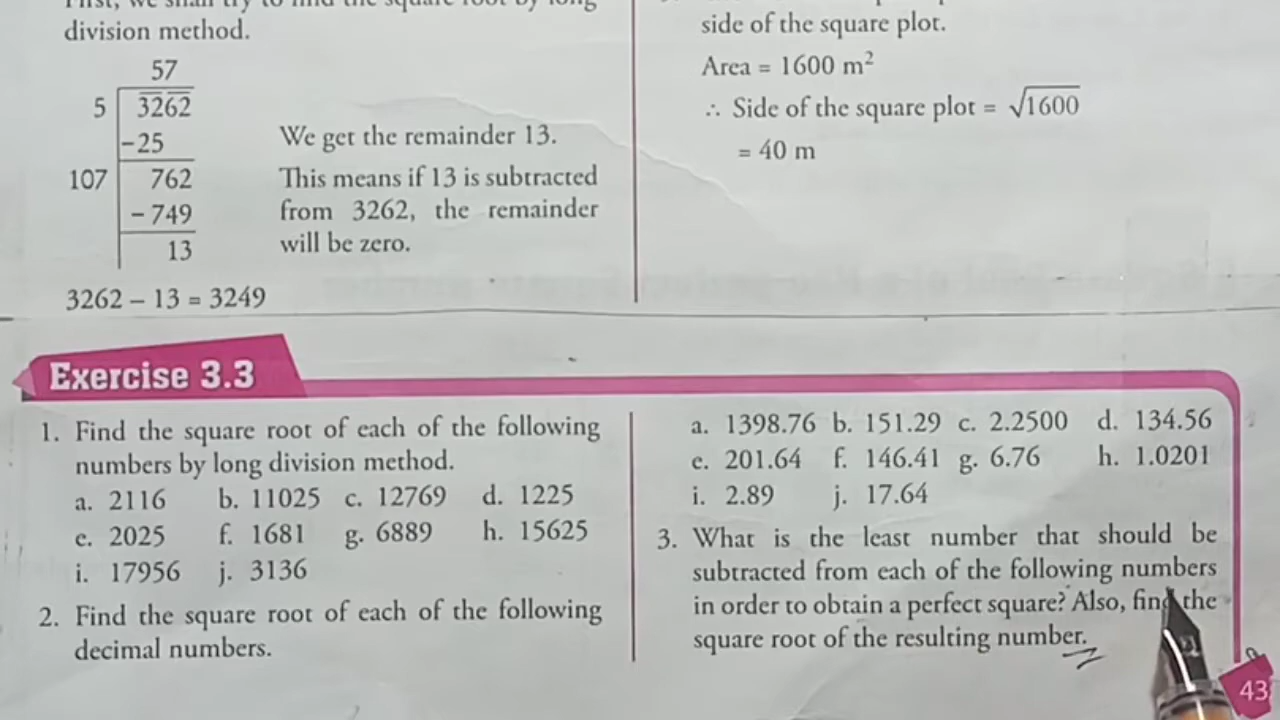 division method.
57
5 3262
−25
107 762
− 749
13
We get the remainder 13.
This means if 13 is subtracted
from 3262, the remainder
will be zero.
3262 − 13 = 3249
side of the square plot.
Area = 1600 m²
∴ Side of the square plot = √1600
= 40 m
Exercise 3.3
1. Find the square root of each of the following
numbers by long division method.
a. 2116 b. 11025 c. 12769 d. 1225
e. 2025 f. 1681 g. 6889 h. 15625
i. 17956 j. 3136
2. Find the square root of each of the following
decimal numbers.
a. 1398.76 b. 151.29 c. 2.2500 d. 134.56
e. 201.64 f. 146.41 g. 6.76 h. 1.0201
i. 2.89 j. 17.64
3. What is the least number that should be
subtracted from each of the following numbers
in order to obtain a perfect square? Also, find the
square root of the resulting number.
43